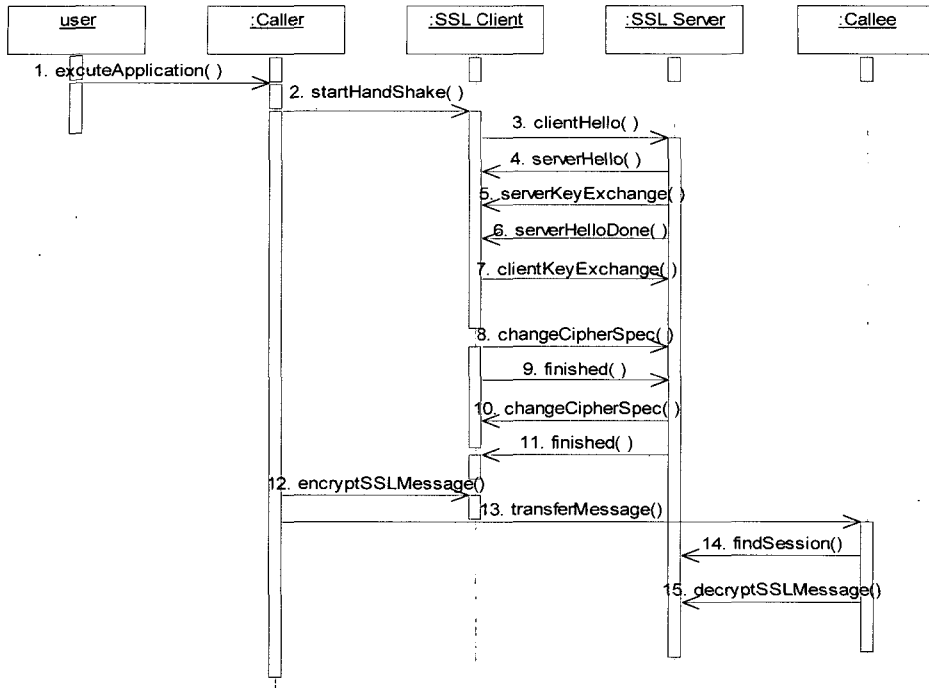 user
:Caller
:SSL Client
:SSL Server
:Callee
1. excuteApplication( )
2. startHandShake( )
3. clientHello( )
4. serverHello( )
5. serverKeyExchange( )
6. serverHelloDone( )
7. clientKeyExchange( )
8. changeCipherSpec( )
9. finished( )
10. changeCipherSpec( )
11. finished( )
12. encryptSSLMessage()
13. transferMessage()
14. findSession()
15. decryptSSLMessage()